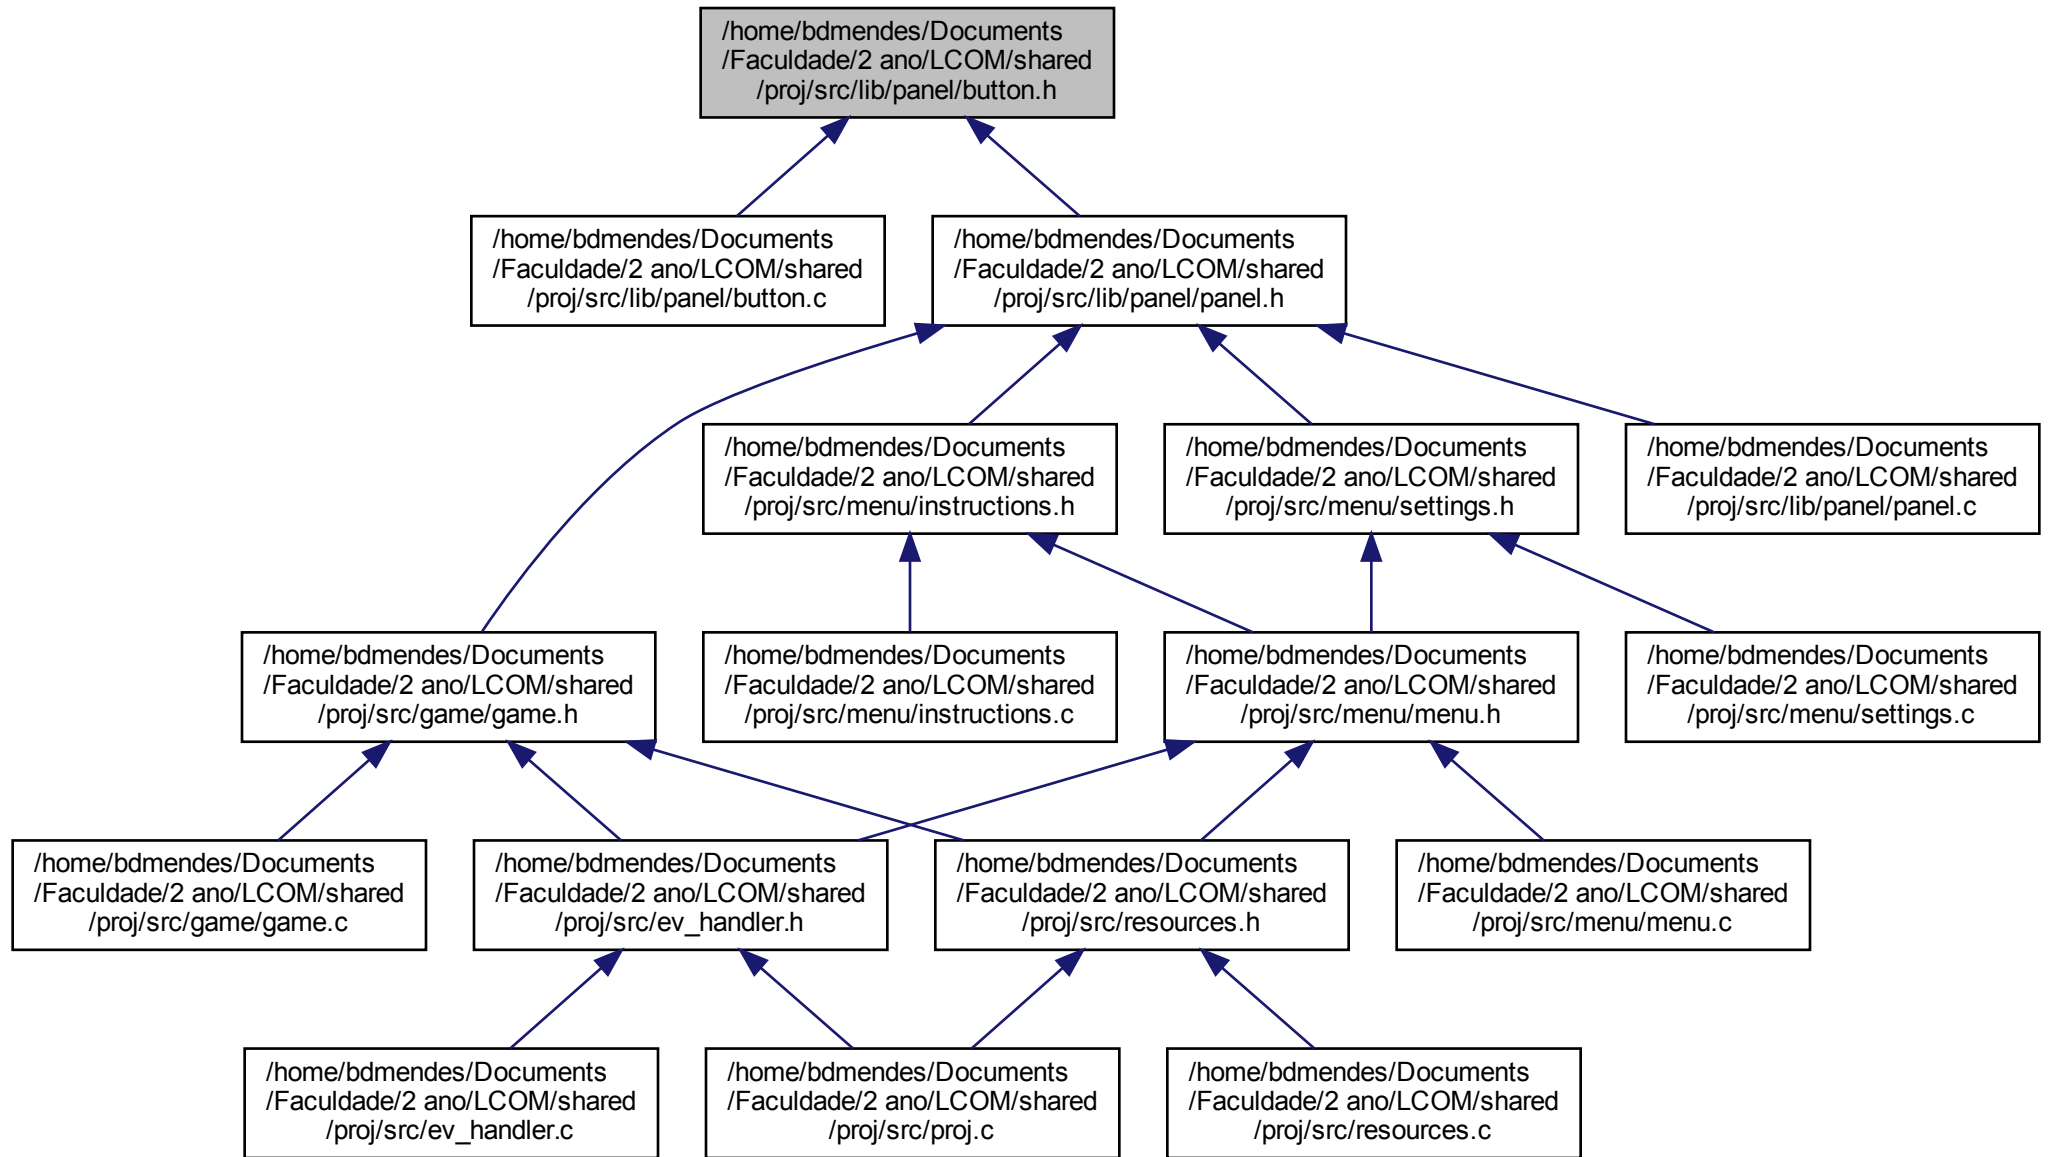 /home/bdmendes/Documents
/Faculdade/2 ano/LCOM/shared
/proj/src/lib/panel/button.h
/home/bdmendes/Documents
/Faculdade/2 ano/LCOM/shared
/proj/src/lib/panel/button.c
/home/bdmendes/Documents
/Faculdade/2 ano/LCOM/shared
/proj/src/lib/panel/panel.h
/home/bdmendes/Documents
/Faculdade/2 ano/LCOM/shared
/proj/src/menu/instructions.h
/home/bdmendes/Documents
/Faculdade/2 ano/LCOM/shared
/proj/src/menu/settings.h
/home/bdmendes/Documents
/Faculdade/2 ano/LCOM/shared
/proj/src/lib/panel/panel.c
/home/bdmendes/Documents
/Faculdade/2 ano/LCOM/shared
/proj/src/game/game.h
/home/bdmendes/Documents
/Faculdade/2 ano/LCOM/shared
/proj/src/menu/instructions.c
/home/bdmendes/Documents
/Faculdade/2 ano/LCOM/shared
/proj/src/menu/menu.h
/home/bdmendes/Documents
/Faculdade/2 ano/LCOM/shared
/proj/src/menu/settings.c
/home/bdmendes/Documents
/Faculdade/2 ano/LCOM/shared
/proj/src/game/game.c
/home/bdmendes/Documents
/Faculdade/2 ano/LCOM/shared
/proj/src/ev_handler.h
/home/bdmendes/Documents
/Faculdade/2 ano/LCOM/shared
/proj/src/resources.h
/home/bdmendes/Documents
/Faculdade/2 ano/LCOM/shared
/proj/src/menu/menu.c
/home/bdmendes/Documents
/Faculdade/2 ano/LCOM/shared
/proj/src/ev_handler.c
/home/bdmendes/Documents
/Faculdade/2 ano/LCOM/shared
/proj/src/proj.c
/home/bdmendes/Documents
/Faculdade/2 ano/LCOM/shared
/proj/src/resources.c